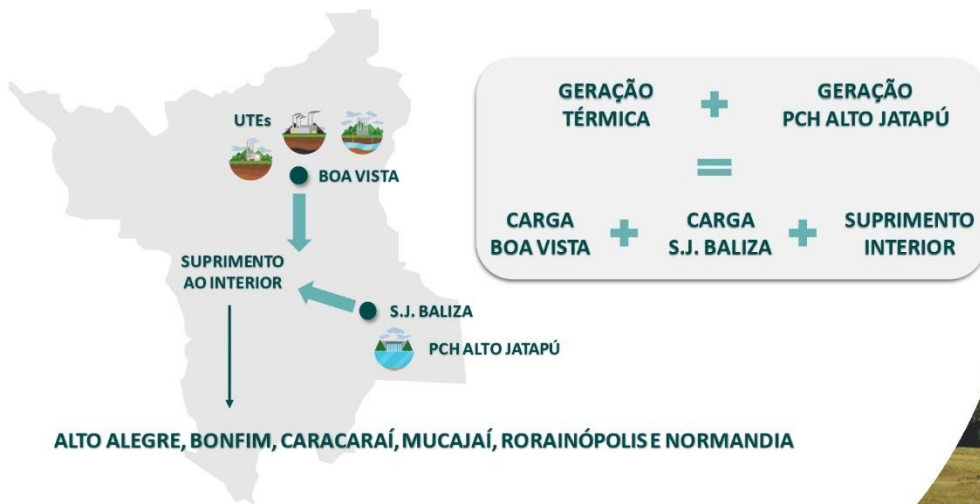 UTEs
BOA VISTA
SUPRIMENTO
AO INTERIOR
S.J. BALIZA
PCH ALTO JATAPÚ
ALTO ALEGRE, BONFIM, CARACARAÍ, MUCAJAÍ, RORAINÓPOLIS E NORMANDIA
GERAÇÃO
TÉRMICA
+
GERAÇÃO
PCH ALTO JATAPÚ
=
CARGA
BOA VISTA
+
CARGA
S.J. BALIZA
+
SUPRIMENTO
INTERIOR